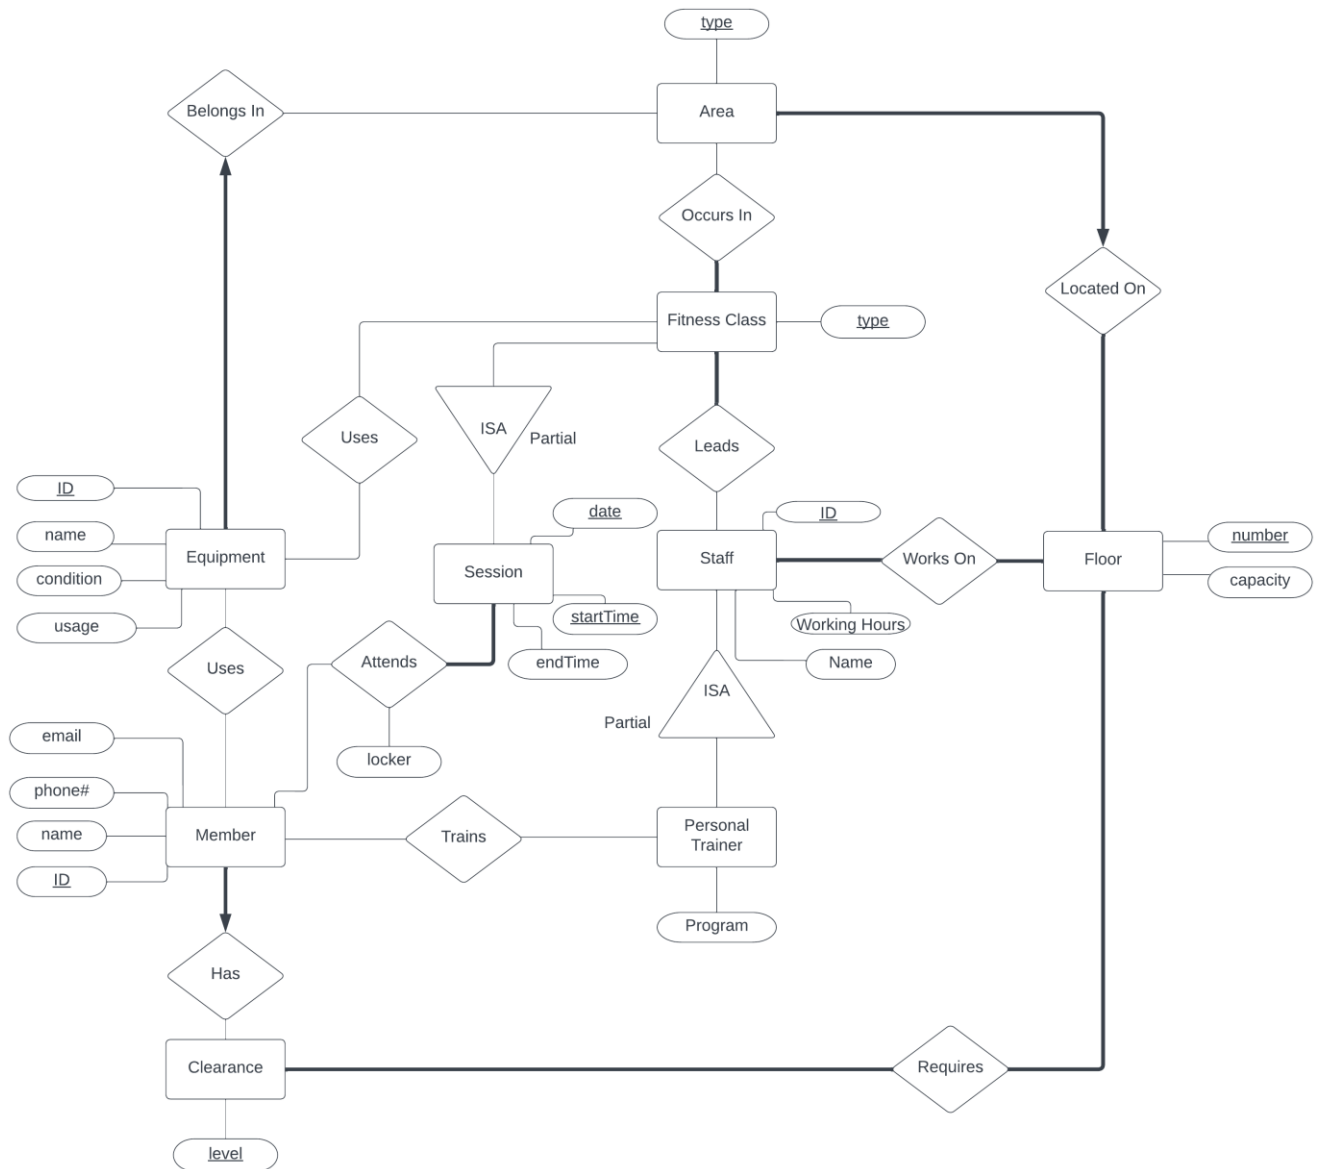 type
Belongs In
Area
Occurs In
Located On
Fitness Class
type
Uses
ISA
Partial
Leads
ID
name
condition
usage
Equipment
Session
date
startTime
endTime
Staff
ID
Working Hours
Name
Works On
Floor
number
capacity
Uses
Attends
locker
ISA
Partial
email
phone#
name
ID
Member
Trains
Personal
Trainer
Program
Has
Clearance
Requires
level